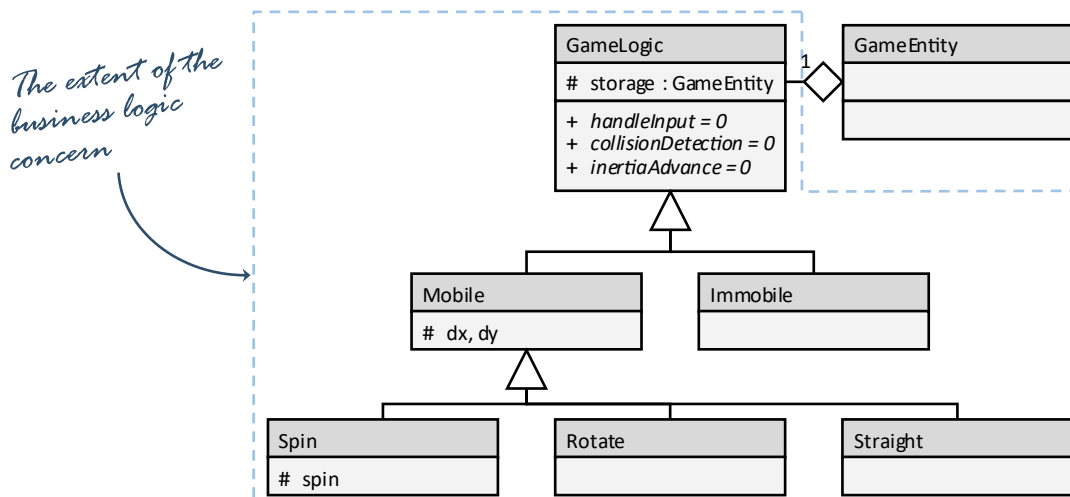 The extent of the
business logic
concern
GameLogic
# storage : GameEntity
+ handleInput = 0
+ collisionDetection = 0
+ inertiaAdvance = 0
1
GameEntity
Mobile
# dx, dy
Immobile
Spin
# spin
Rotate
Straight